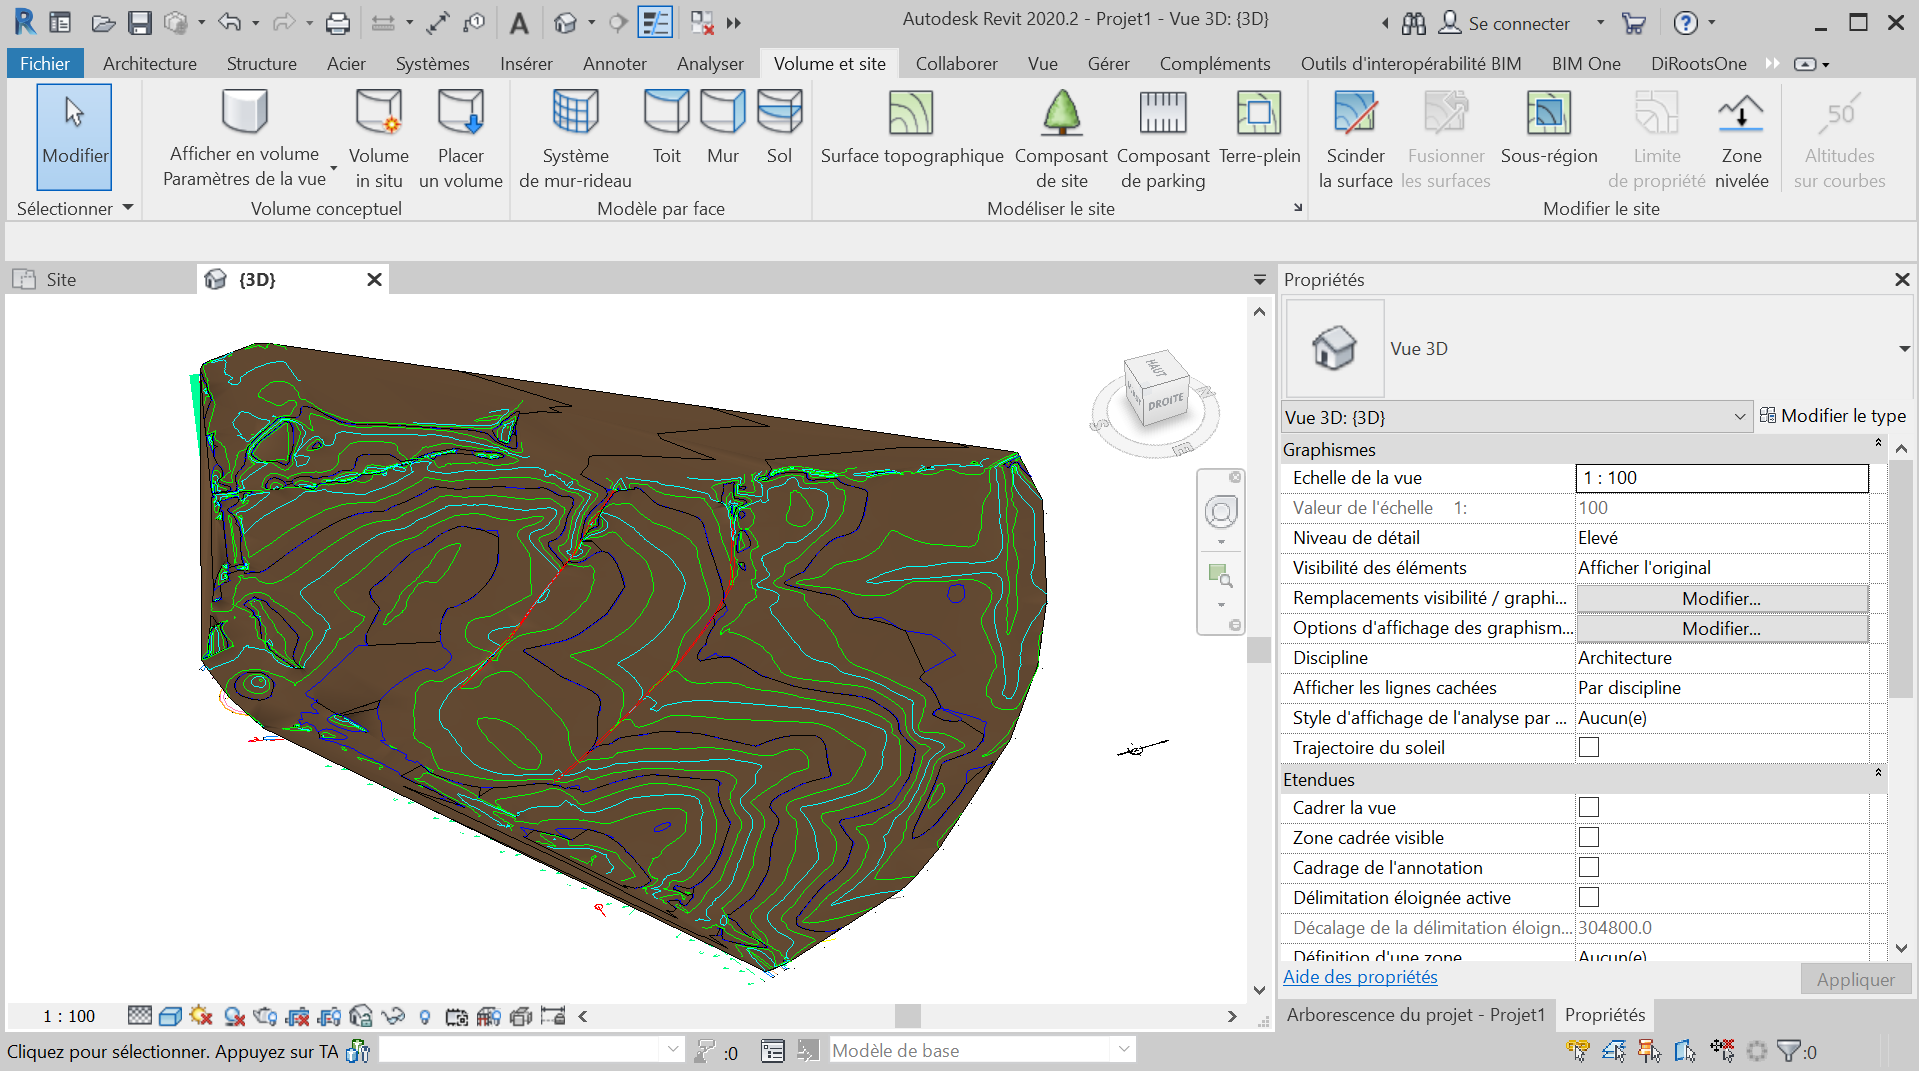 Autodesk Revit 2020.2 - Projet1 - Vue 3D: {3D}
Se connecter
Fichier Architecture Structure Acier Systèmes Insérer Annoter Analyser Volume et site Collaborer Vue Gérer Compléments Outils d'interopérabilité BIM BIM One DiRootsOne
Modifier
Sélectionner
Afficher en volume
Paramètres de la vue
Volume
in situ
Placer
un volume
Volume conceptuel
Système
de mur-rideau
Toit
Mur
Sol
Modèle par face
Surface topographique
Composant
de site
Composant
de parking
Terre-plein
Modéliser le site
Scinder
la surface
Fusionner
les surfaces
Sous-région
Limite
de propriété
Zone
nivelée
50
Altitudes
sur courbes
Modifier le site
Site
{3D}
HAUT
DROITE
Propriétés
Vue 3D
Vue 3D: {3D}
Modifier le type
Graphismes
Echelle de la vue 1 : 100
Valeur de l'échelle 1: 100
Niveau de détail Elevé
Visibilité des éléments Afficher l'original
Remplacements visibilité / graphi... Modifier...
Options d'affichage des graphism... Modifier...
Discipline Architecture
Afficher les lignes cachées Par discipline
Style d'affichage de l'analyse par ... Aucun(e)
Trajectoire du soleil
Etendues
Cadrer la vue
Zone cadrée visible
Cadrage de l'annotation
Délimitation éloignée active
Décalage de la délimitation éloign... 304800.0
Définition d'une zone Aucun(e)
Aide des propriétés
Appliquer
Arborescence du projet - Projet1
Propriétés
1 : 100
Cliquez pour sélectionner. Appuyez sur TA
:0
Modèle de base
:0